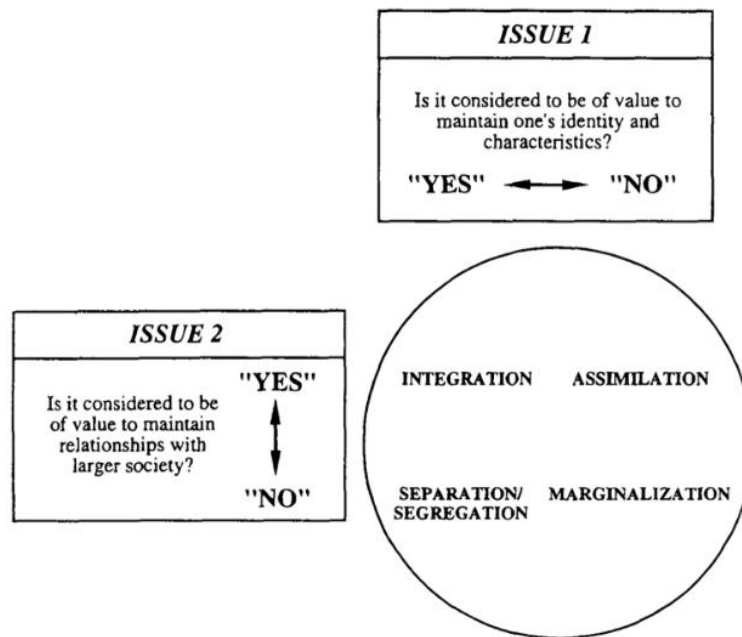 ISSUE 1
Is it considered to be of value to
maintain one's identity and
characteristics?
"YES" "NO"
ISSUE 2
"YES"
Is it considered to be
of value to maintain
relationships with
larger society?
"NO"
INTEGRATION ASSIMILATION
SEPARATION/ MARGINALIZATION
SEGREGATION